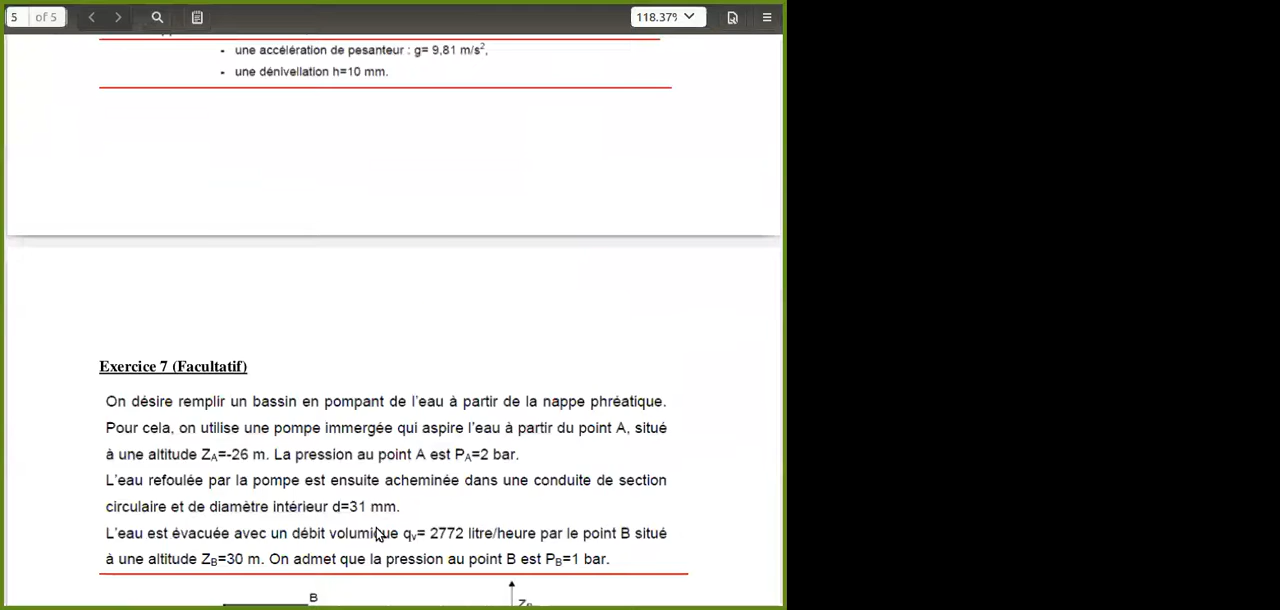 5 of 5
118.37%
- une accélération de pesanteur : g= 9,81 m/s²,
- une dénivellation h=10 mm.
Exercice 7 (Facultatif)
On désire remplir un bassin en pompant de l'eau à partir de la nappe phréatique.
Pour cela, on utilise une pompe immergée qui aspire l'eau à partir du point A, situé
à une altitude ZA=-26 m. La pression au point A est PA=2 bar.
L'eau refoulée par la pompe est ensuite acheminée dans une conduite de section
circulaire et de diamètre intérieur d=31 mm.
L'eau est évacuée avec un débit volumique qv= 2772 litre/heure par le point B situé
à une altitude ZB=30 m. On admet que la pression au point B est PB=1 bar.
B